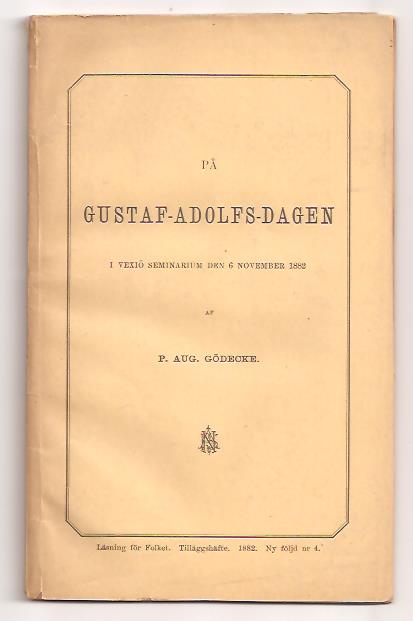 PÅ
GUSTAF-ADOLFS-DAGEN
I VEXIÖ SEMINARIUM DEN 6 NOVEMBER 1882
AF
P. AUG. GÖDECKE.
Läsning för Folket. Tilläggshäfte. 1882. Ny följd nr 4.